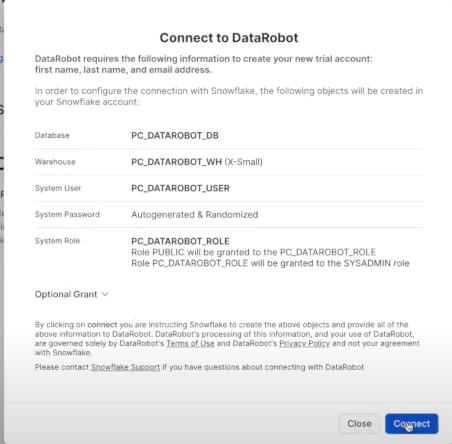 Connect to DataRobot
DataRobot requires the following information to create your new trial account:
first name, last name, and email address.
In order to configure the connection with Snowflake, the following objects will be created in
your Snowflake account:
Database PC_DATAROBOT_DB
Warehouse PC_DATAROBOT_WH (X-Small)
System User PC_DATAROBOT_USER
System Password Autogenerated & Randomized
System Role PC_DATAROBOT_ROLE
Role PUBLIC will be granted to the PC_DATAROBOT_ROLE
Role PC_DATAROBOT_ROLE will be granted to the SYSADMIN role
Optional Grant
By clicking on connect you are instructing Snowflake to create the above objects and provide all of the
above information to DataRobot. DataRobot's processing of this information, and your use of DataRobot,
are governed solely by DataRobot's Terms of Use and DataRobot's Privacy Policy and not your agreement
with Snowflake.
Please contact Snowflake Support if you have questions about connecting with DataRobot
Close Connect